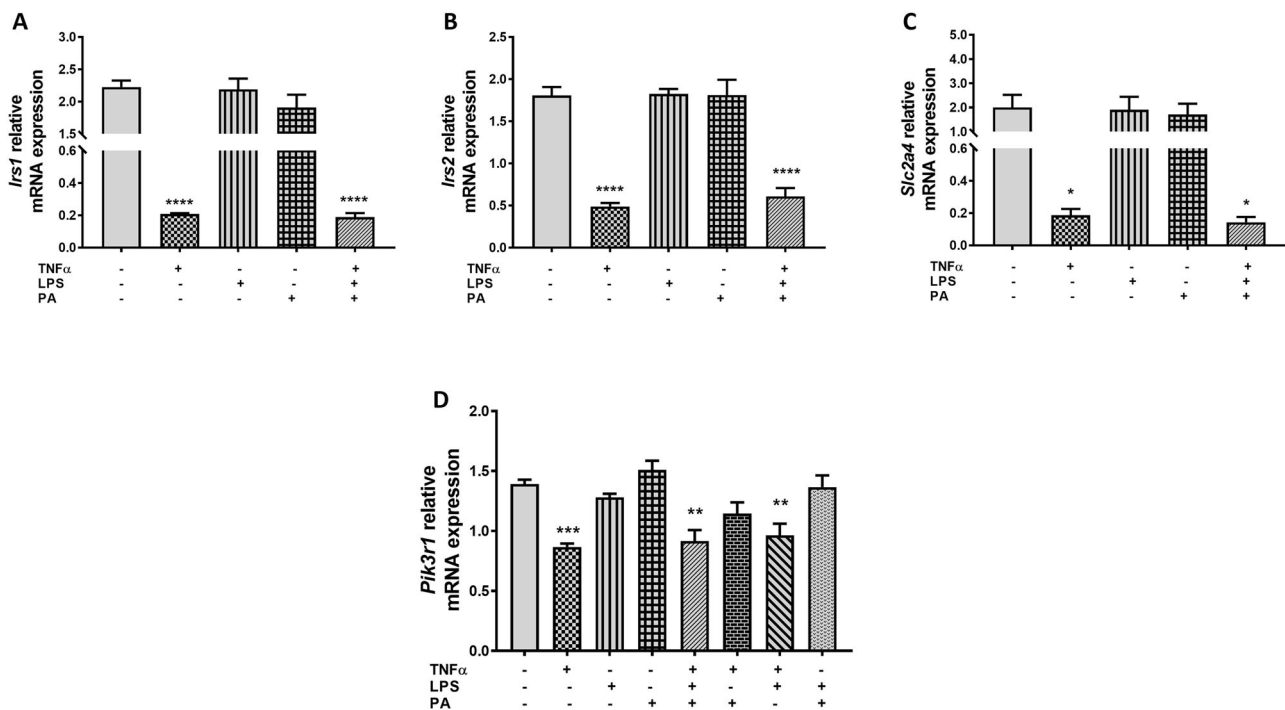 A
Irs1 relative
mRNA expression
3.0
2.5
2.0
1.5
0.6
0.4
0.2
0.0
****
****
TNFα - + - - +
LPS - - + - +
PA - - - + +
B
Irs2 relative
mRNA expression
2.5
2.0
1.5
1.0
0.5
0.0
****
****
TNFα - + - - +
LPS - - + - +
PA - - - + +
C
Slc2a4 relative
mRNA expression
5.0
4.0
3.0
2.0
1.0
0.6
0.4
0.2
0.0
*
*
TNFα - + - - +
LPS - - + - +
PA - - - + +
D
Pik3r1 relative
mRNA expression
2.0
1.5
1.0
0.5
0.0
***
**
**
TNFα - + - - + + + -
LPS - - + - + - + +
PA - - - + + + - +